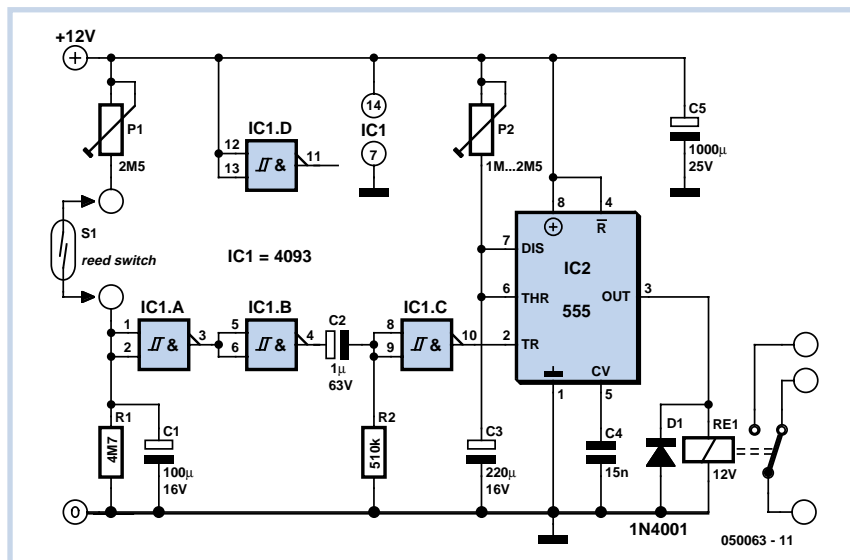 +12V
P1
2M5
IC1.D
12
13
11
14
IC1
7
P2
1M...2M5
C5
1000µ
25V
S1
reed switch
IC1 = 4093
8
4
R
7
DIS
IC2
6
THR
OUT
3
555
2
TR
CV
1
5
IC1.A
1
2
3
IC1.B
5
6
4
C2
1µ
63V
IC1.C
8
9
10
&
&
&
&
R1
4M7
C1
100µ
16V
R2
510k
C3
220µ
16V
C4
15n
D1
RE1
12V
0
1N4001
050063 - 11